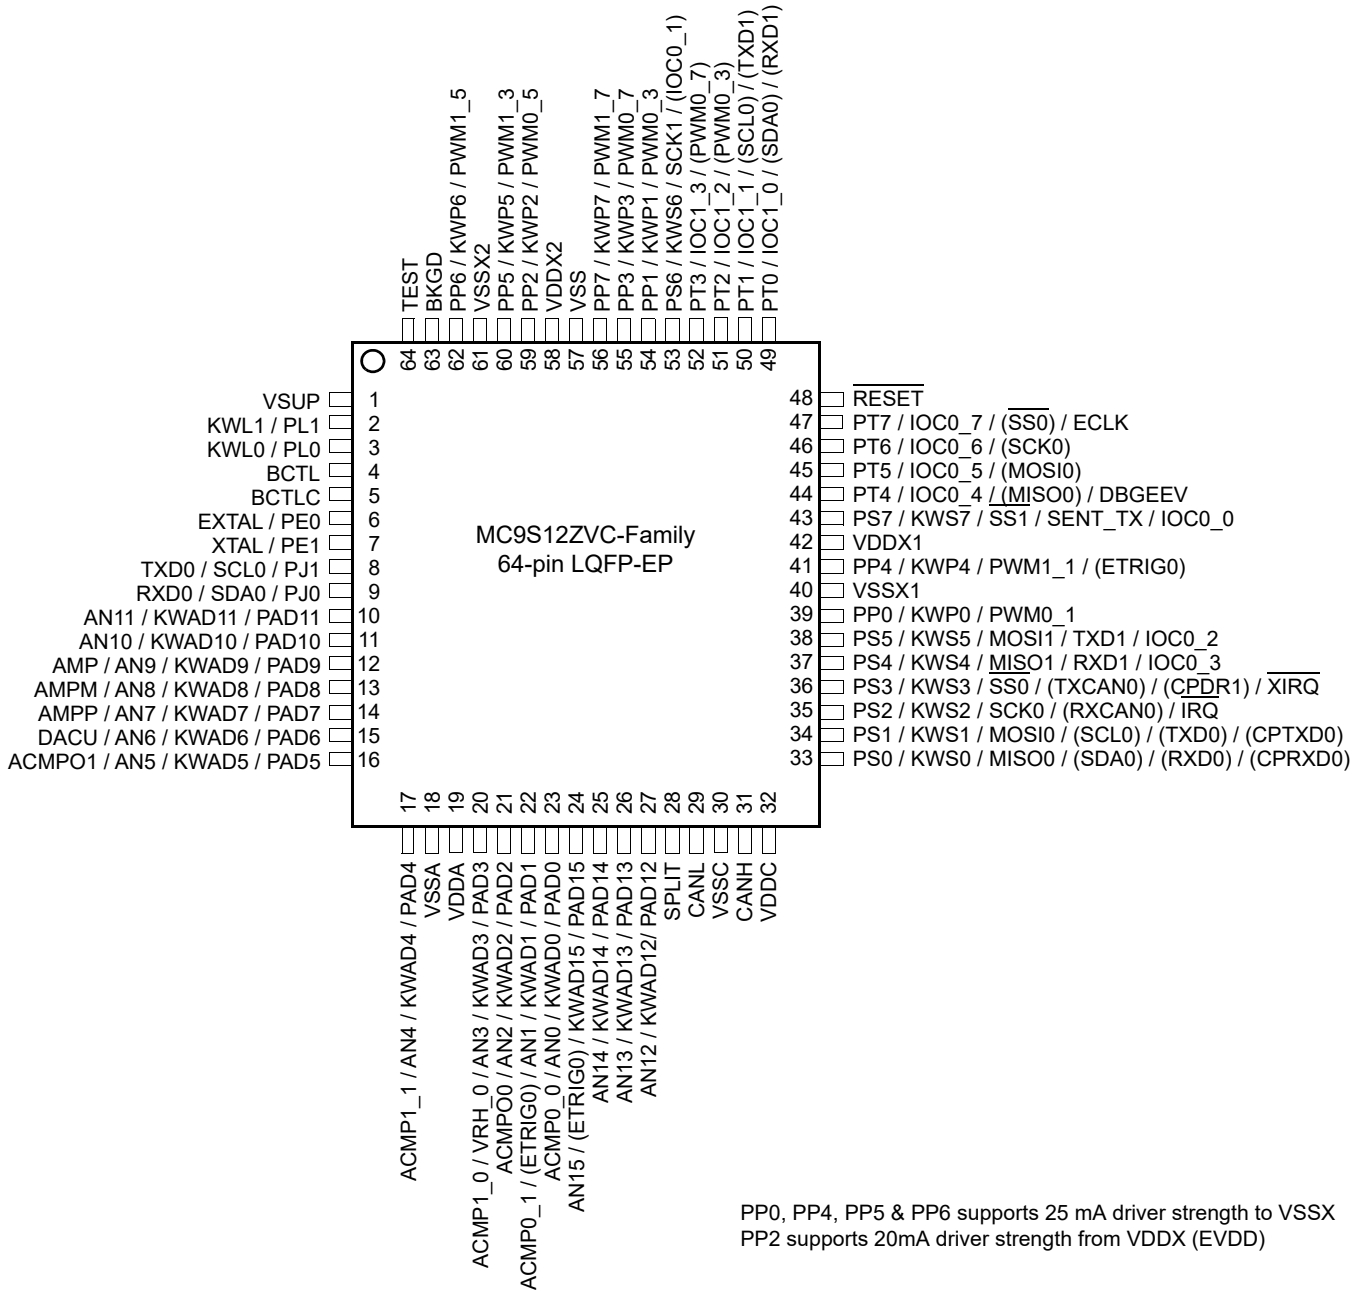 TEST
BKGD
PP6 / KWP6 / PWM1_5
VSSX2
PP5 / KWP5 / PWM1_3
PP2 / KWP2 / PWM0_5
VDDX2
VSS
PP7 / KWP7 / PWM1_7
PP3 / KWP3 / PWM0_7
PP1 / KWP1 / PWM0_3
PS6 / KWS6 / SCK1 / (IOC0_1)
PT3 / IOC1_3 / (PWM0_7)
PT2 / IOC1_2 / (PWM0_3)
PT1 / IOC1_1 / (SCL0) / (TXD1)
PT0 / IOC1_0 / (SDA0) / (RXD1)
64
63
62
61
60
59
58
57
56
55
54
53
52
51
50
49
VSUP 1
KWL1 / PL1 2
KWL0 / PL0 3
BCTL 4
BCTLC 5
EXTAL / PE0 6
XTAL / PE1 7
TXD0 / SCL0 / PJ1 8
RXD0 / SDA0 / PJ0 9
AN11 / KWAD11 / PAD11 10
AN10 / KWAD10 / PAD10 11
AMP / AN9 / KWAD9 / PAD9 12
AMPM / AN8 / KWAD8 / PAD8 13
AMPP / AN7 / KWAD7 / PAD7 14
DACU / AN6 / KWAD6 / PAD6 15
ACMPO1 / AN5 / KWAD5 / PAD5 16
MC9S12ZVC-Family
64-pin LQFP-EP
48 RESET
47 PT7 / IOC0_7 / (SS0) / ECLK
46 PT6 / IOC0_6 / (SCK0)
45 PT5 / IOC0_5 / (MOSI0)
44 PT4 / IOC0_4 / (MISO0) / DBGEEV
43 PS7 / KWS7 / SS1 / SENT_TX / IOC0_0
42 VDDX1
41 PP4 / KWP4 / PWM1_1 / (ETRIG0)
40 VSSX1
39 PP0 / KWP0 / PWM0_1
38 PS5 / KWS5 / MOSI1 / TXD1 / IOC0_2
37 PS4 / KWS4 / MISO1 / RXD1 / IOC0_3
36 PS3 / KWS3 / SS0 / (TXCAN0) / (CPDR1) / XIRQ
35 PS2 / KWS2 / SCK0 / (RXCAN0) / IRQ
34 PS1 / KWS1 / MOSI0 / (SCL0) / (TXD0) / (CPTXD0)
33 PS0 / KWS0 / MISO0 / (SDA0) / (RXD0) / (CPRXD0)
17
18
19
20
21
22
23
24
25
26
27
28
29
30
31
32
ACMP1_1 / AN4 / KWAD4 / PAD4
VSSA
VDDA
ACMP1_0 / VRH_0 / AN3 / KWAD3 / PAD3
ACMPO0 / AN2 / KWAD2 / PAD2
ACMP0_1 / (ETRIG0) / AN1 / KWAD1 / PAD1
ACMP0_0 / AN0 / KWAD0 / PAD0
AN15 / (ETRIG0) / KWAD15 / PAD15
AN14 / KWAD14 / PAD14
AN13 / KWAD13 / PAD13
AN12 / KWAD12/ PAD12
SPLIT
CANL
VSSC
CANH
VDDC
PP0, PP4, PP5 & PP6 supports 25 mA driver strength to VSSX
PP2 supports 20mA driver strength from VDDX (EVDD)